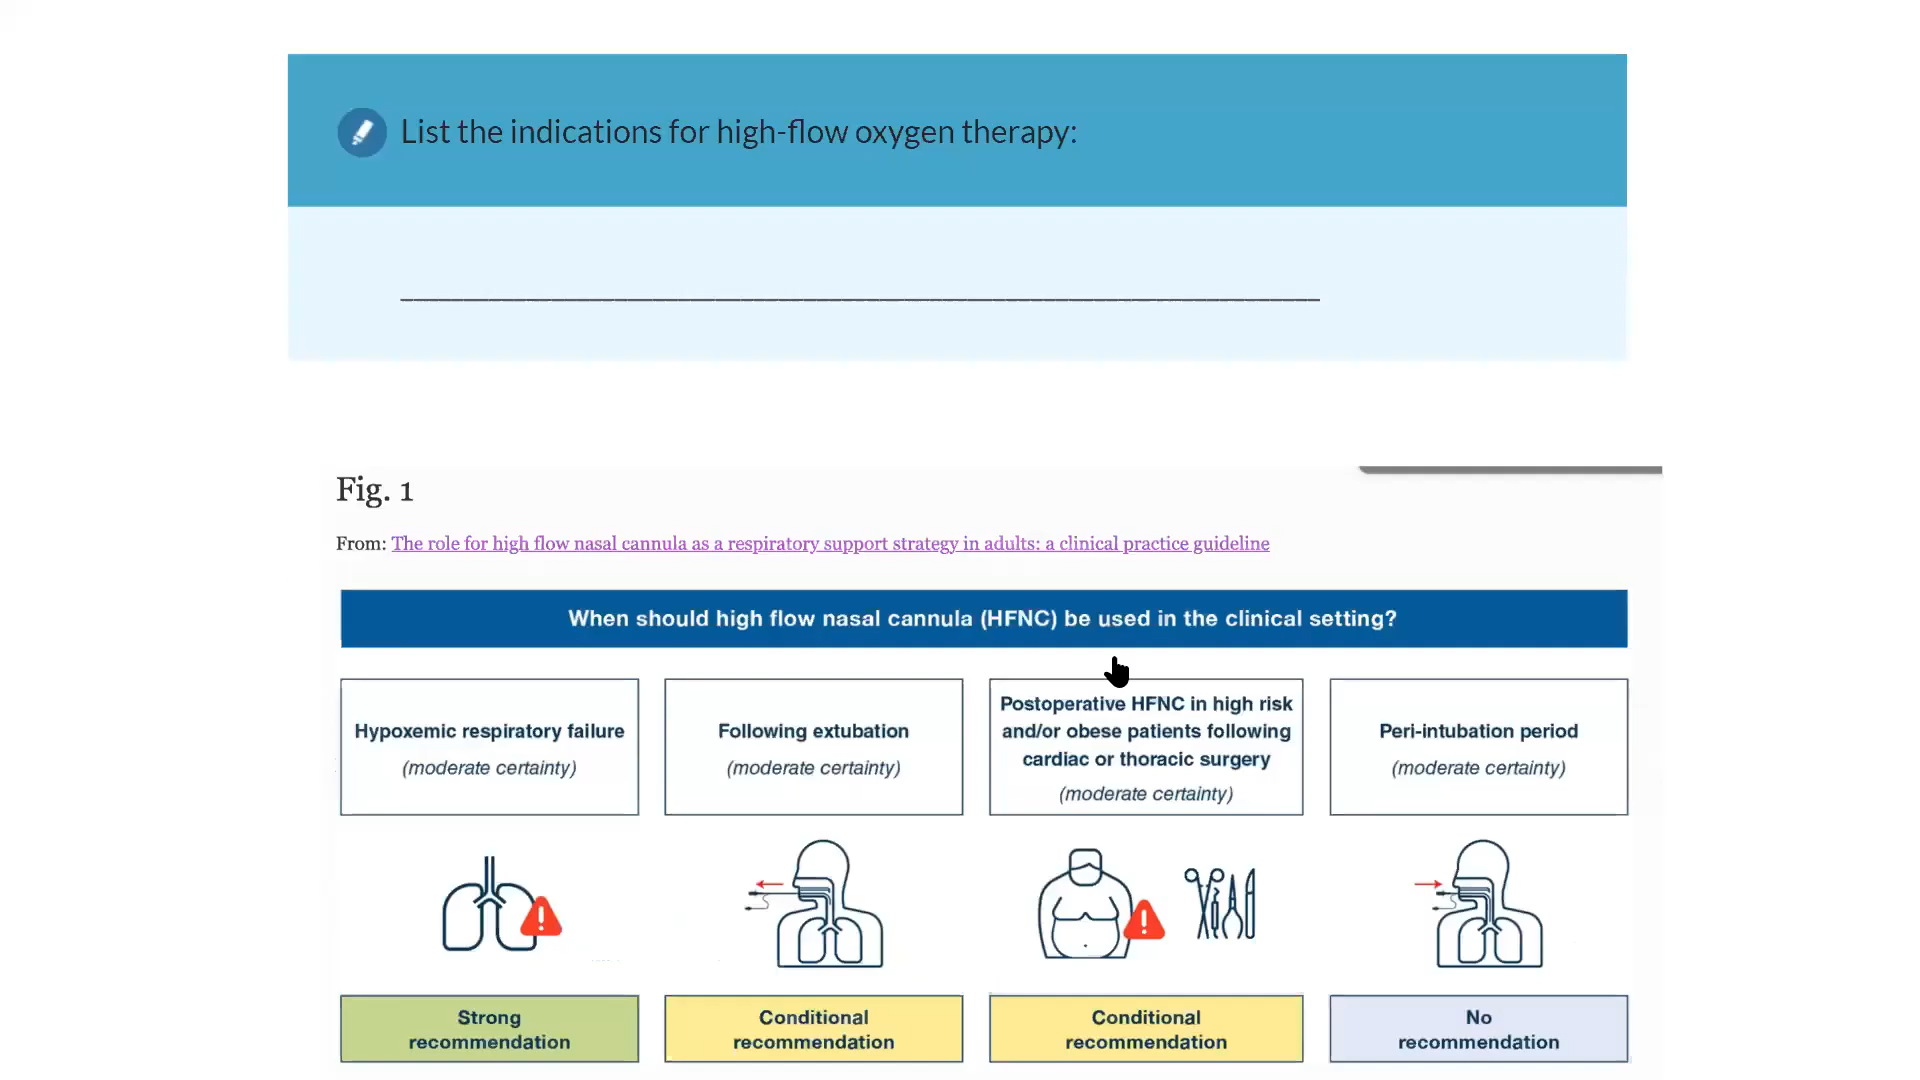 List the indications for high-flow oxygen therapy:
Fig. 1
From: The role for high flow nasal cannula as a respiratory support strategy in adults: a clinical practice guideline
When should high flow nasal cannula (HFNC) be used in the clinical setting?
Hypoxemic respiratory failure
(moderate certainty)
Following extubation
(moderate certainty)
Postoperative HFNC in high risk
and/or obese patients following
cardiac or thoracic surgery
(moderate certainty)
Peri-intubation period
(moderate certainty)
Strong
recommendation
Conditional
recommendation
Conditional
recommendation
No
recommendation